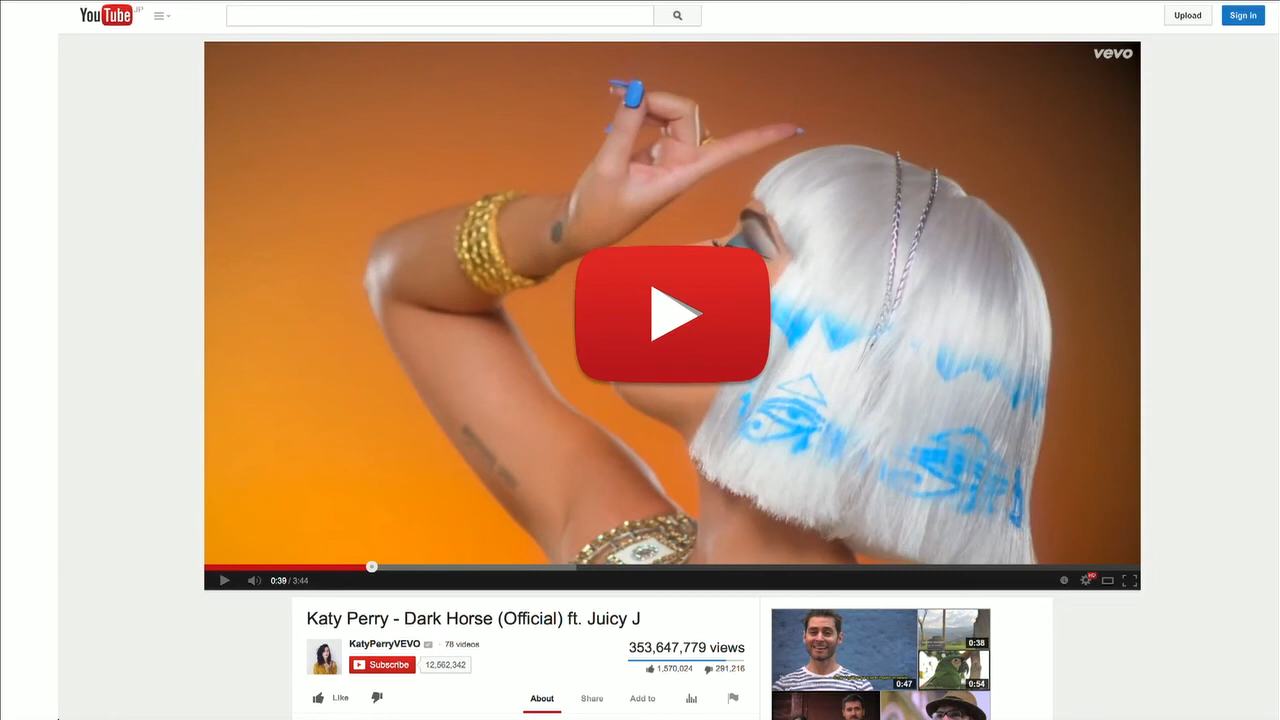 YouTube JP
Upload
Sign in
vevo
0:39 / 3:44
HD
Katy Perry - Dark Horse (Official) ft. Juicy J
KatyPerryVEVO · 78 videos
Subscribe 12,562,342
353,647,779 views
1,570,024 291,216
Like
About Share Add to
0:38
0:47
0:54